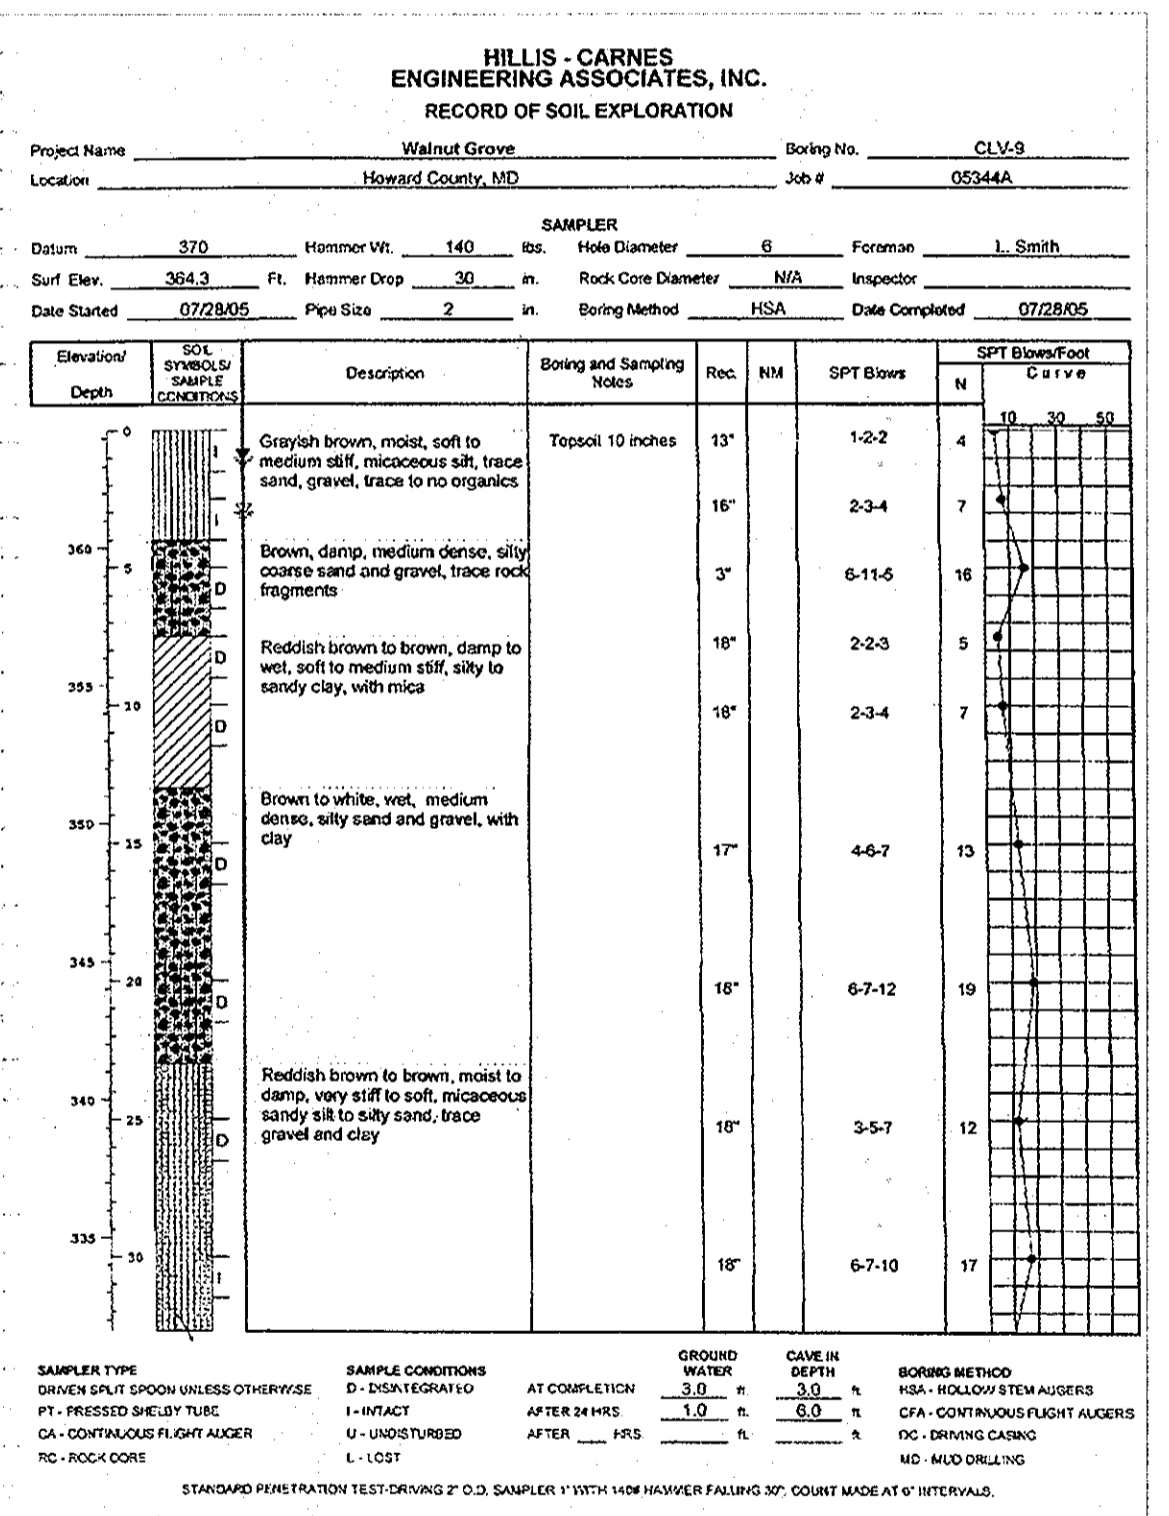 HILLIS - CARNES
ENGINEERING ASSOCIATES, INC.
RECORD OF SOIL EXPLORATION
Project Name Walnut Grove Boring No. CLV-9
Location Howard County, MD Job # 05344A
SAMPLER
Datum 370 Hammer Wt. 140 lbs. Hole Diameter 6 Foreman L. Smith
Surf Elev. 364.3 Ft. Hammer Drop 30 in. Rock Core Diameter N/A Inspector
Date Started 07/28/05 Pipe Size 2 in. Boring Method HSA Date Completed 07/28/05
Elevation/ Depth SOIL SYMBOLS/ SAMPLE CONDITIONS Description Boring and Sampling Notes Rec. NM SPT Blows SPT Blows/Foot
N Curve
10 30 50
0 I Grayish brown, moist, soft to Topsoil 10 inches 13" 1-2-2 4
medium stiff, micaceous silt, trace
sand, gravel, trace to no organics
I 16" 2-3-4 7
360 Brown, damp, medium dense, silty
5 coarse sand and gravel, trace rock 3" 6-11-5 16
D fragments
Reddish brown to brown, damp to 18" 2-2-3 5
D wet, soft to medium stiff, silty to
355 sandy clay, with mica
10 D 18" 2-3-4 7
Brown to white, wet, medium
350 dense, silty sand and gravel, with
15 clay
D 17" 4-6-7 13
345
20 D 18" 6-7-12 19
Reddish brown to brown, moist to
340 damp, very stiff to soft, micaceous
sandy silt to silty sand, trace
25 gravel and clay 18" 3-5-7 12
D
335
30 I 18" 6-7-10 17
GROUND WATER CAVE IN DEPTH
SAMPLER TYPE SAMPLE CONDITIONS BORING METHOD
DRIVEN SPLIT SPOON UNLESS OTHERWISE D - DISINTEGRATED AT COMPLETION 3.0 ft. 3.0 ft. HSA - HOLLOW STEM AUGERS
PT - PRESSED SHELBY TUBE I - INTACT AFTER 24 HRS. 1.0 ft. 6.0 ft. CFA - CONTINUOUS FLIGHT AUGERS
CA - CONTINUOUS FLIGHT AUGER U - UNDISTURBED AFTER ___ HRS. ft. ft. DC - DRIVING CASING
RC - ROCK CORE L - LOST MD - MUD DRILLING
STANDARD PENETRATION TEST-DRIVING 2" O.D. SAMPLER 1' WITH 140# HAMMER FALLING 30"; COUNT MADE AT 6" INTERVALS.